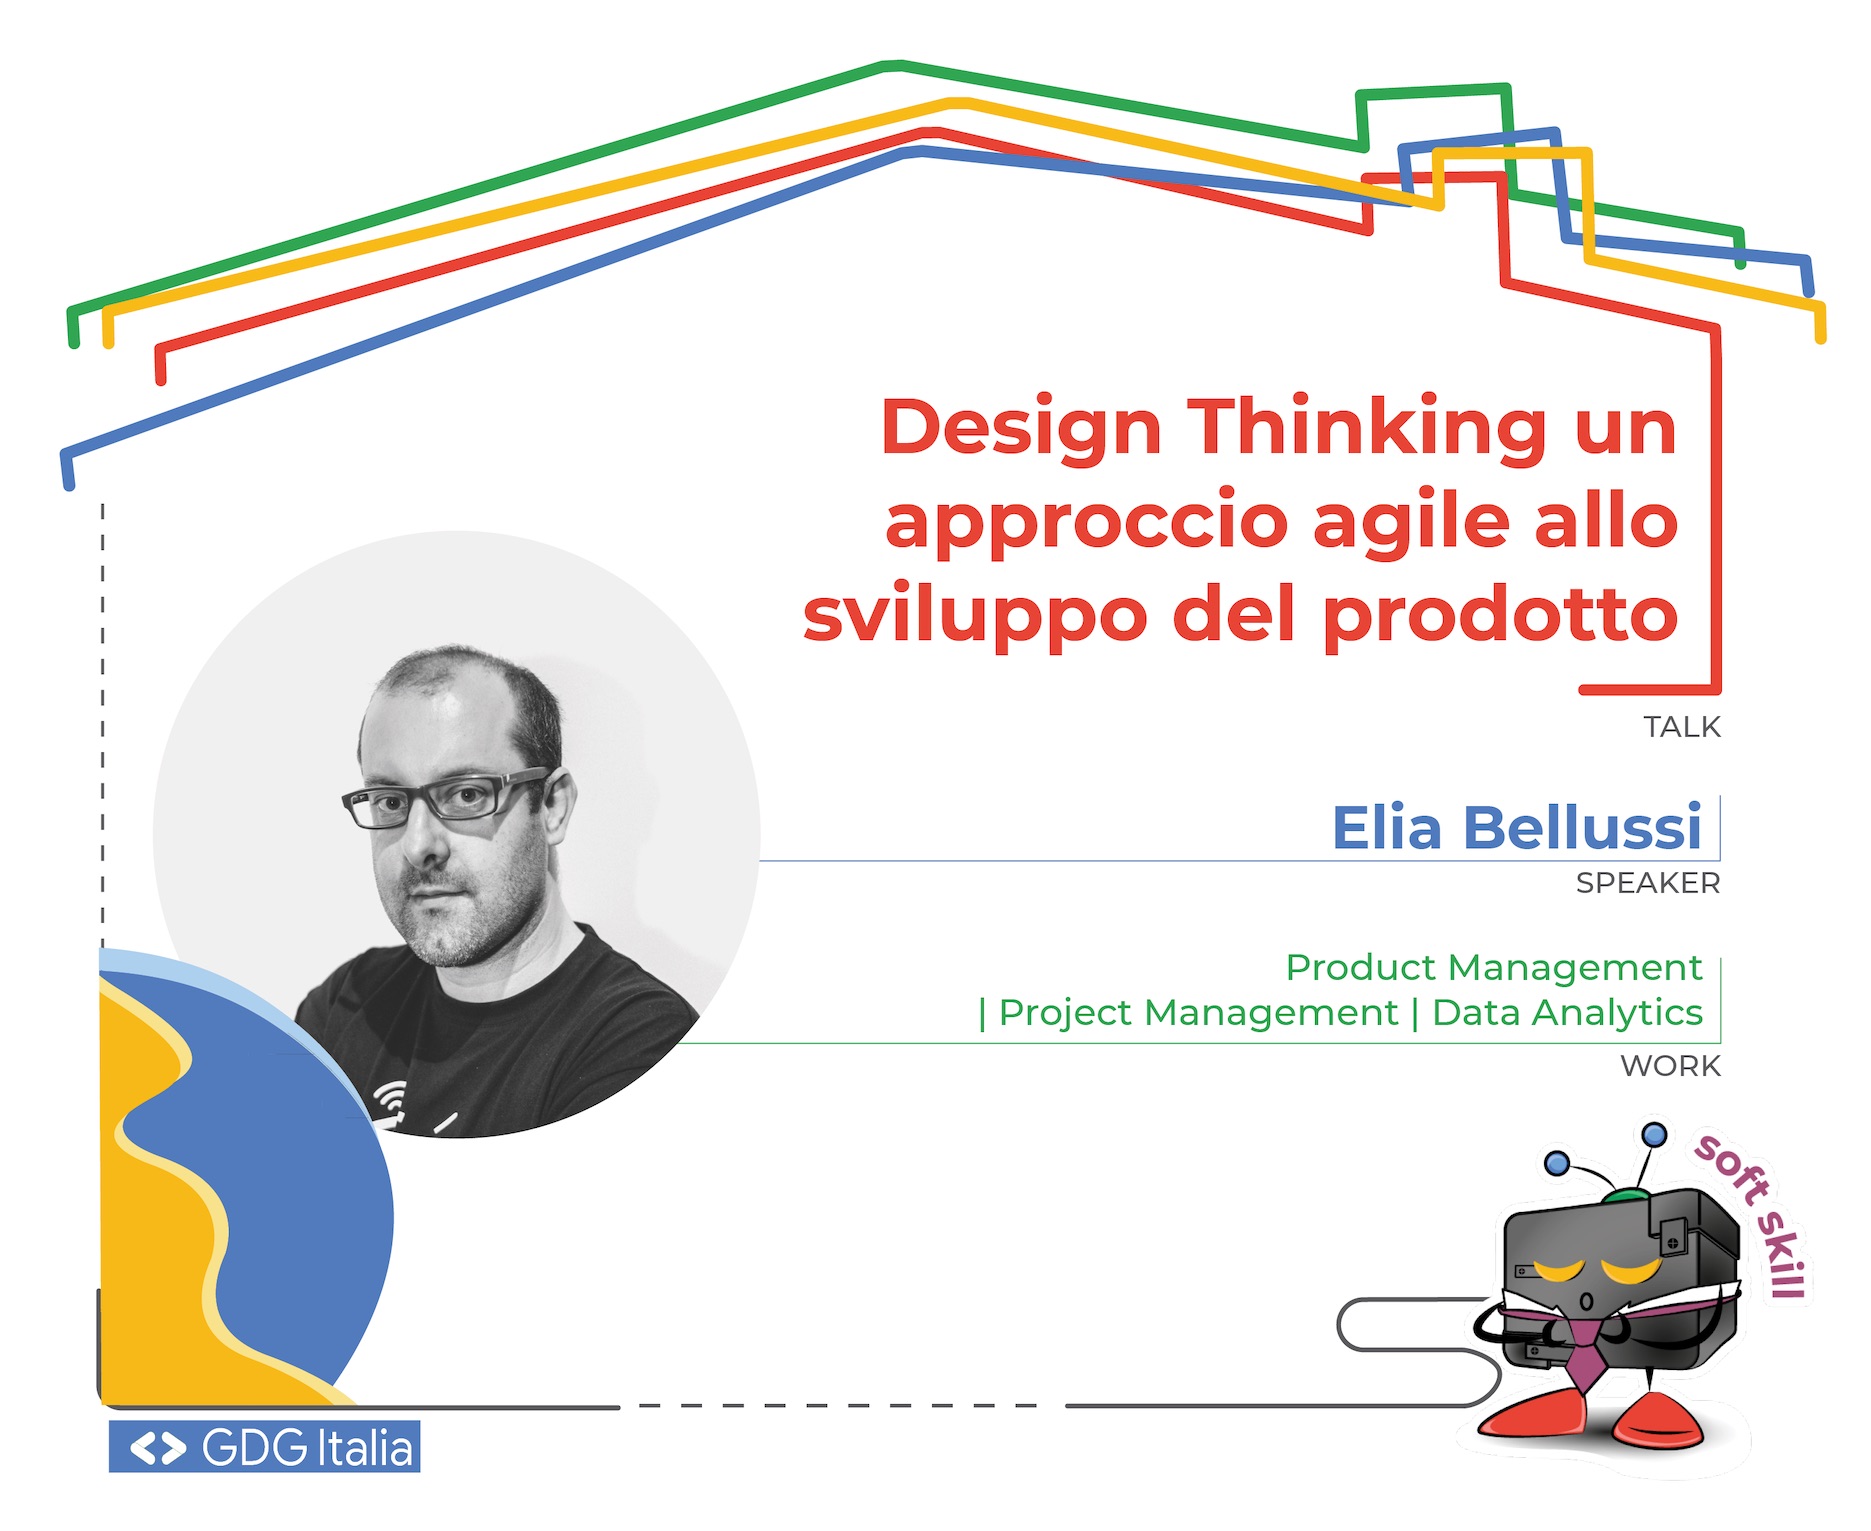 Design Thinking un
approccio agile allo
sviluppo del prodotto
TALK
Elia Bellussi
SPEAKER
Product Management
| Project Management | Data Analytics
WORK
soft skill
<> GDG Italia